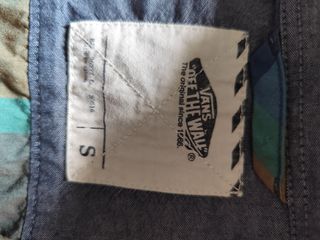 VANS
"OFF THE WALL"
®
The original since 1966.
S